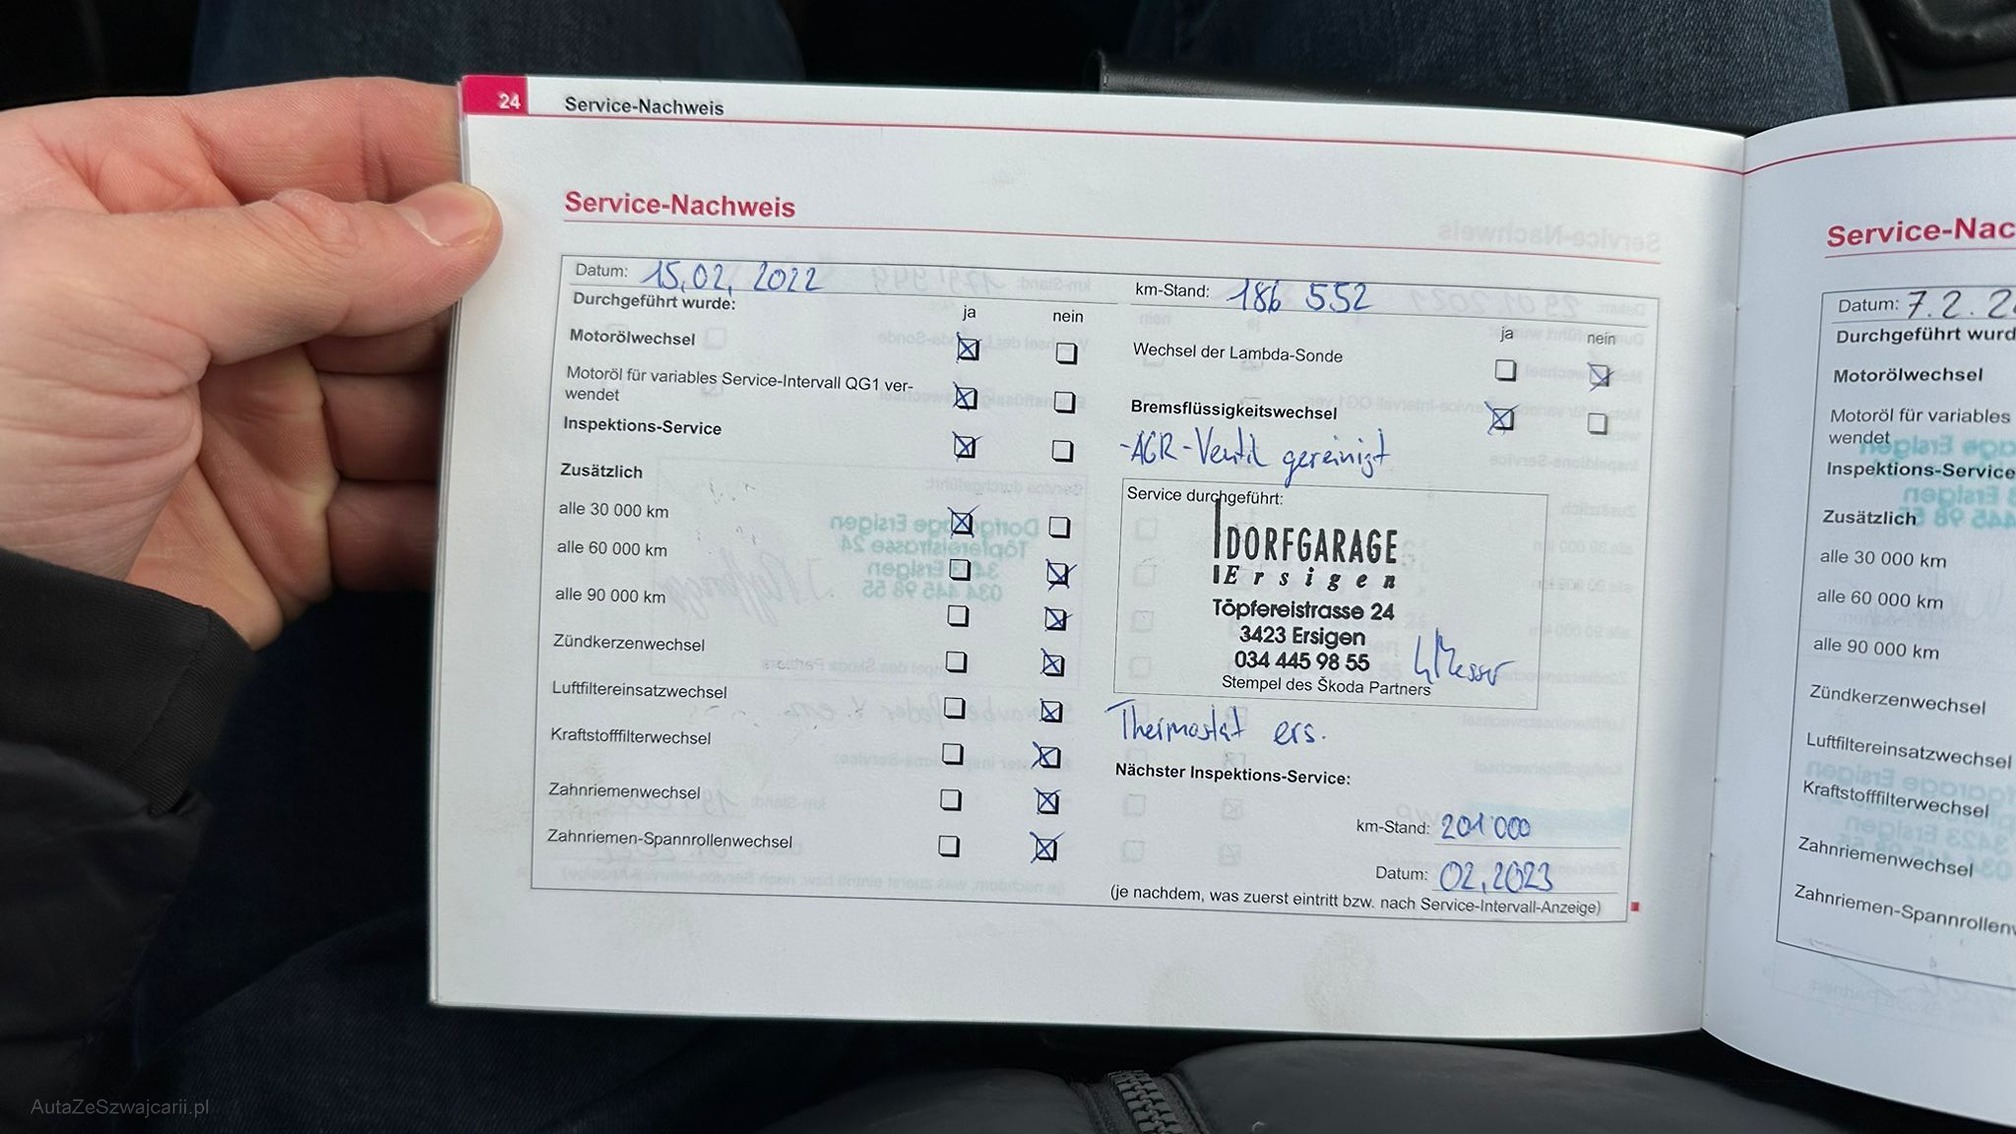 24 Service-Nachweis
Service-Nachweis
Datum: 15.02. 2022
Durchgeführt wurde:
ja nein
Motorölwechsel
Motoröl für variables Service-Intervall QG1 ver-
wendet
Inspektions-Service
Zusätzlich
alle 30 000 km
alle 60 000 km
alle 90 000 km
Zündkerzenwechsel
Luftfiltereinsatzwechsel
Kraftstofffilterwechsel
Zahnriemenwechsel
Zahnriemen-Spannrollenwechsel
km-Stand: 186 552
ja nein
Wechsel der Lambda-Sonde
Bremsflüssigkeitswechsel
-AGR-Ventil gereinigt
Service durchgeführt:
DORFGARAGE
Ersigen
Töpfereistrasse 24
3423 Ersigen
034 445 98 55
Stempel des Škoda Partners
Thermostat ers.
Nächster Inspektions-Service:
km-Stand: 201'000
Datum: 02.2023
(je nachdem, was zuerst eintritt bzw. nach Service-Intervall-Anzeige)
Service-Nac
Datum: 7.2.2
Durchgeführt wurd
Motorölwechsel
Motoröl für variables
wendet
Inspektions-Service
Zusätzlich
alle 30 000 km
alle 60 000 km
alle 90 000 km
Zündkerzenwechsel
Luftfiltereinsatzwechsel
Kraftstofffilterwechsel
Zahnriemenwechsel
Zahnriemen-Spannrollenw
AutaZeSzwajcarii.pl